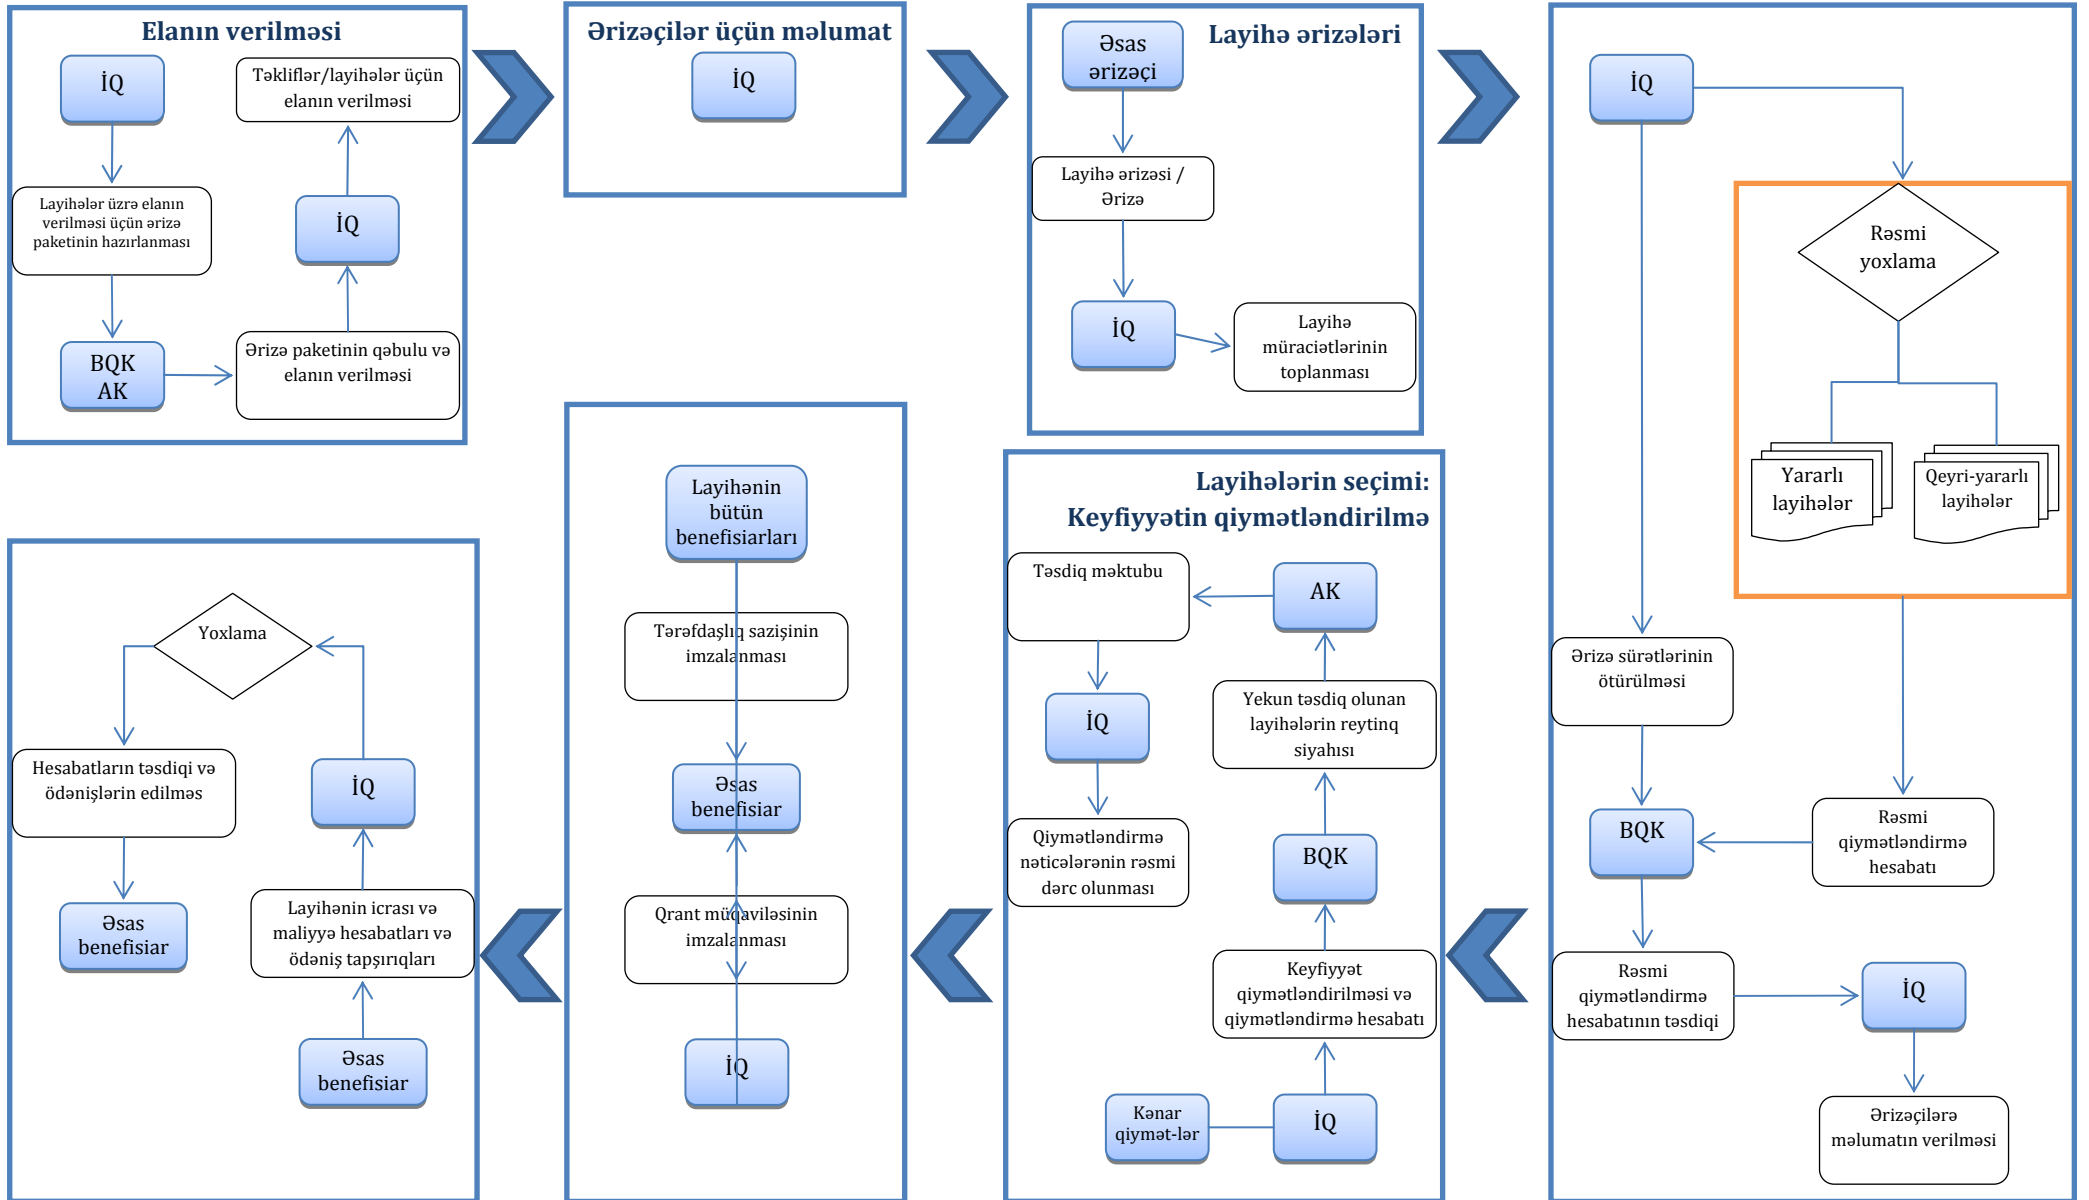 Elanın verilməsi
İQ
Təkliflər/layihələr üçün
elanın verilməsi
Layihələr üzrə elanın
verilməsi üçün ərizə
paketinin hazırlanması
İQ
BQK
AK
Ərizə paketinin qəbulu və
elanın verilməsi
Ərizəçilər üçün məlumat
İQ
Layihə ərizələri
Əsas
ərizəçi
Layihə ərizəsi /
Ərizə
İQ
Layihə
müraciətlərinin
toplanması
İQ
Rəsmi
yoxlama
Yararlı
layihələr
Qeyri-yararlı
layihələr
Ərizə sürətlərinin
ötürülməsi
BQK
Rəsmi
qiymətləndirmə
hesabatı
Rəsmi
qiymətləndirmə
hesabatının təsdiqi
İQ
Ərizəçilərə
məlumatın verilməsi
Layihələrin seçimi:
Keyfiyyətin qiymətləndirilmə
Təsdiq məktubu
AK
İQ
Yekun təsdiq olunan
layihələrin reytinq
siyahısı
Qiymətləndirmə
nəticələrənin rəsmi
dərc olunması
BQK
Keyfiyyət
qiymətləndirilməsi və
qiymətləndirmə hesabatı
Kənar
qiymət-lər
İQ
Layihənin
bütün
benefisiarları
Tərəfdaşlıq sazişinin
imzalanması
Əsas
benefisiar
Qrant müqaviləsinin
imzalanması
İQ
Yoxlama
Hesabatların təsdiqi və
ödənişlərin edilməs
İQ
Əsas
benefisiar
Layihənin icrası və
maliyyə hesabatları və
ödəniş tapşırıqları
Əsas
benefisiar